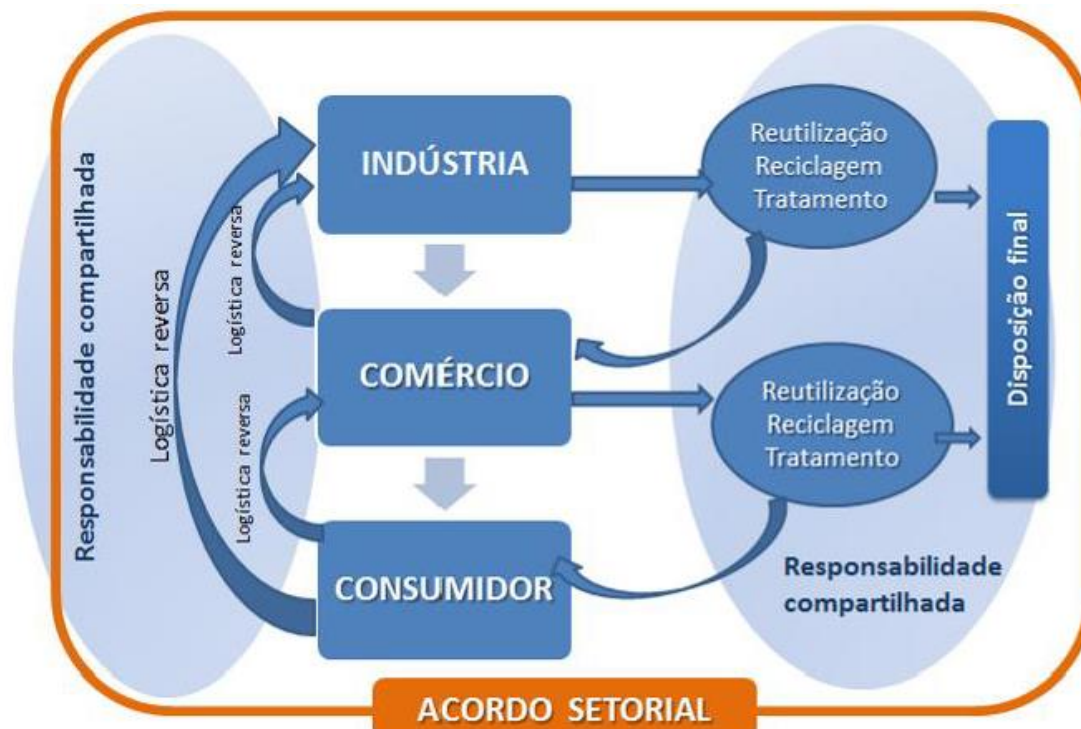 Responsabilidade compartilhada
Logística reversa
Logística reversa
Logística reversa
INDÚSTRIA
COMÉRCIO
CONSUMIDOR
Reutilização
Reciclagem
Tratamento
Reutilização
Reciclagem
Tratamento
Disposição final
Responsabilidade
compartilhada
ACORDO SETORIAL